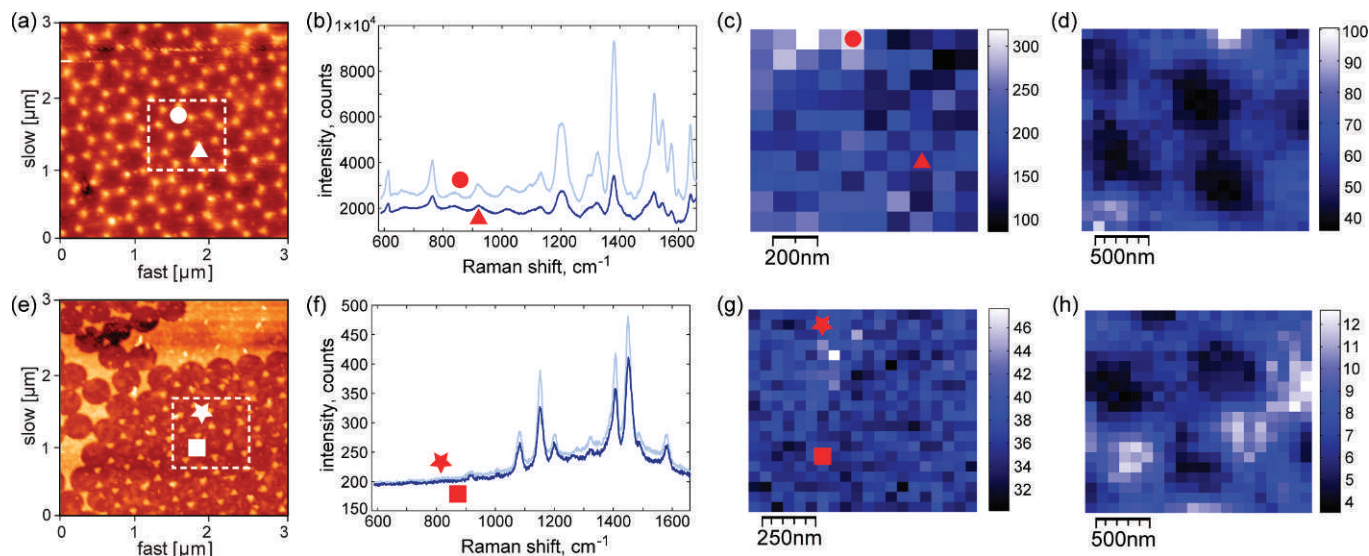 (a)
3
2
1
0
slow [µm]
0 1 2 3
fast [µm]
(b)
1×10⁴
8000
6000
4000
2000
intensity, counts
600 800 1000 1200 1400 1600
Raman shift, cm⁻¹
(c)
200nm
300
250
200
150
100
(d)
500nm
100
90
80
70
60
50
40
(e)
3
2
1
0
slow [µm]
0 1 2 3
fast [µm]
(f)
500
450
400
350
300
250
200
150
intensity, counts
600 800 1000 1200 1400 1600
Raman shift, cm⁻¹
(g)
250nm
46
44
42
40
38
36
34
32
(h)
500nm
12
11
10
9
8
7
6
5
4